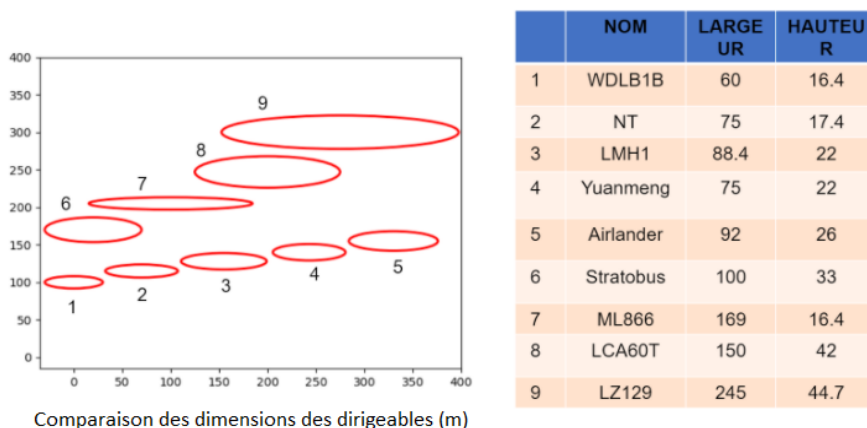 400
350
300
250
200
150
100
50
0
0 50 100 150 200 250 300 350 400
9
8
7
6
5
4
3
2
1
Comparaison des dimensions des dirigeables (m)
NOM LARGE HAUTEU
UR R
1 WDLB1B 60 16.4
2 NT 75 17.4
3 LMH1 88.4 22
4 Yuanmeng 75 22
5 Airlander 92 26
6 Stratobus 100 33
7 ML866 169 16.4
8 LCA60T 150 42
9 LZ129 245 44.7